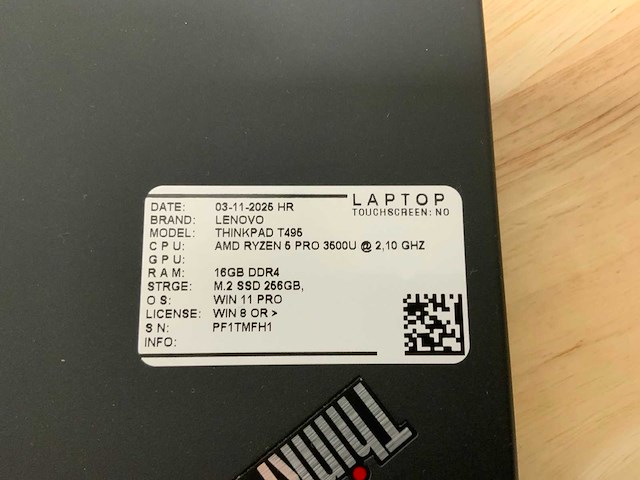 LAPTOP
TOUCHSCREEN: NO
DATE: 03-11-2025 HR
BRAND: LENOVO
MODEL: THINKPAD T495
CPU: AMD RYZEN 5 PRO 3500U @ 2,10 GHZ
GPU:
RAM: 16GB DDR4
STRGE: M.2 SSD 256GB,
OS: WIN 11 PRO
LICENSE: WIN 8 OR >
SN: PF1TMFH1
INFO:
Think